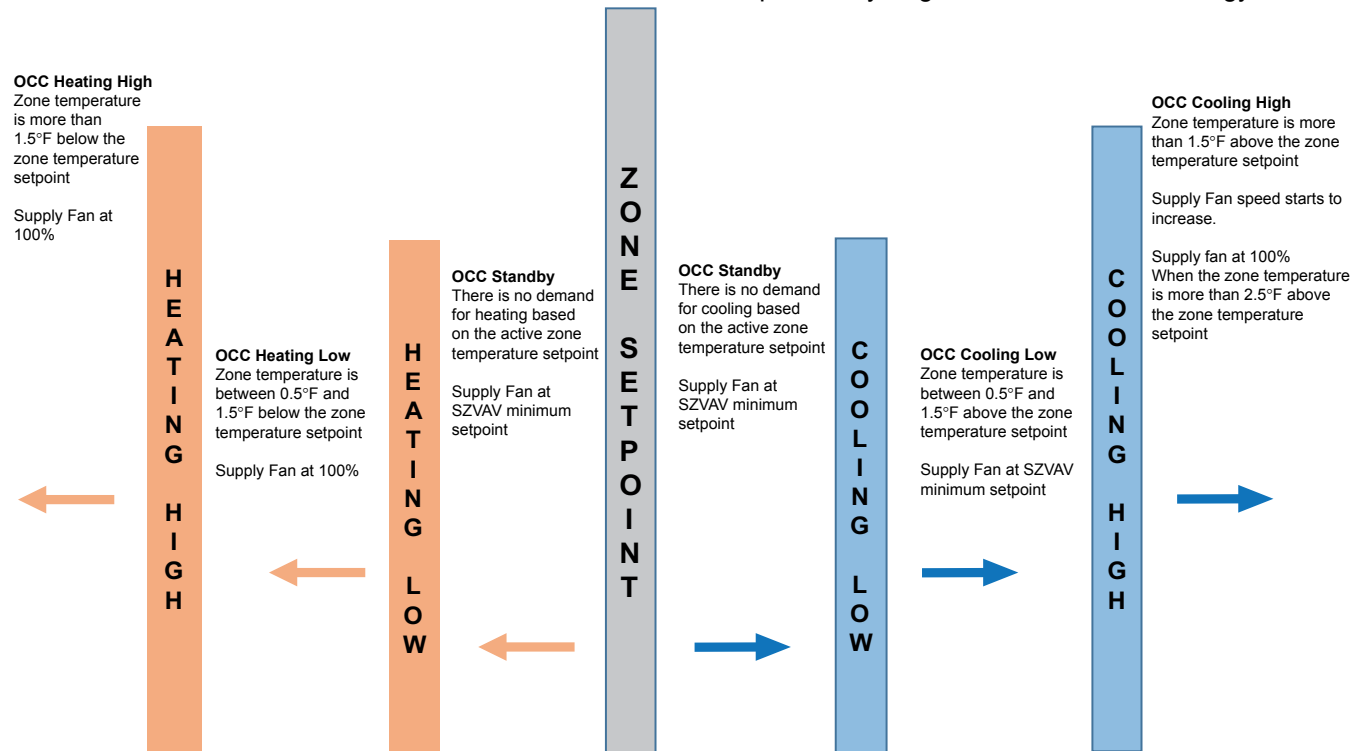 OCC Heating High
Zone temperature
is more than
1.5°F below the
zone temperature
setpoint
Supply Fan at
100%
HEATING HIGH
OCC Heating Low
Zone temperature is
between 0.5°F and
1.5°F below the zone
temperature setpoint
Supply Fan at 100%
HEATING LOW
OCC Standby
There is no demand
for heating based
on the active zone
temperature setpoint
Supply Fan at
SZVAV minimum
setpoint
ZONE SETPOINT
OCC Standby
There is no demand
for cooling based
on the active zone
temperature setpoint
Supply Fan at
SZVAV minimum
setpoint
COOLING LOW
OCC Cooling Low
Zone temperature is
between 0.5°F and
1.5°F above the zone
temperature setpoint
Supply Fan at SZVAV
minimum setpoint
COOLING HIGH
OCC Cooling High
Zone temperature is more
than 1.5°F above the zone
temperature setpoint
Supply Fan speed starts to
increase.
Supply fan at 100%
When the zone temperature
is more than 2.5°F above
the zone temperature
setpoint